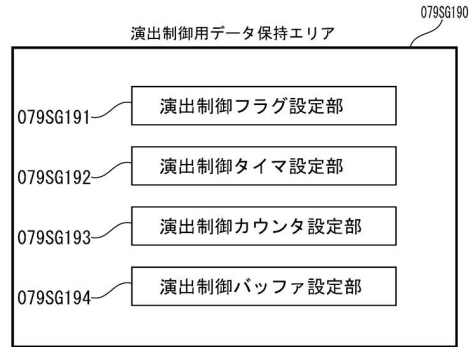 079SG190
演出制御用データ保持エリア
079SG191
演出制御フラグ設定部
079SG192
演出制御タイマ設定部
079SG193
演出制御カウンタ設定部
079SG194
演出制御バッファ設定部